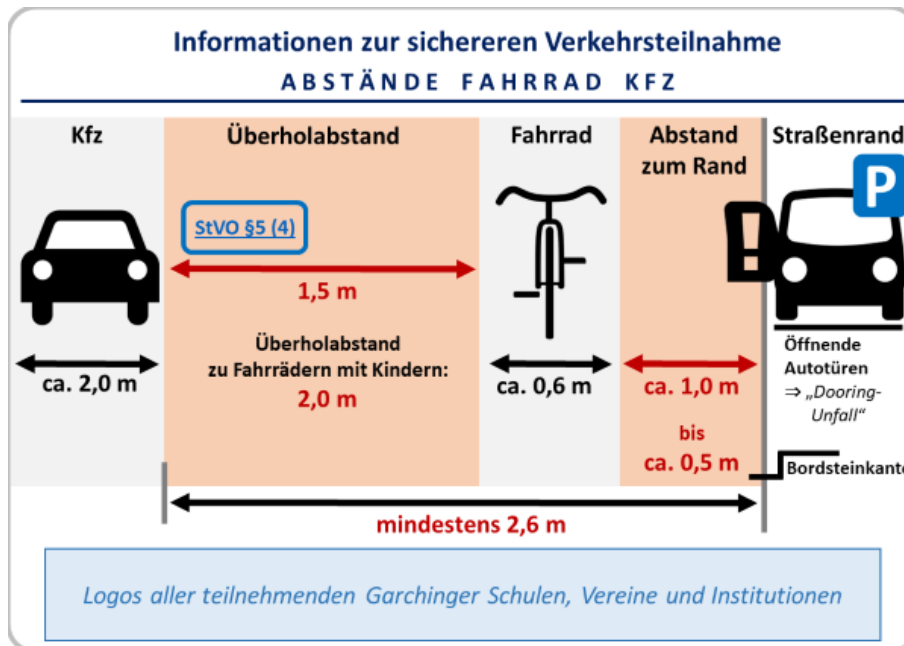 Informationen zur sichereren Verkehrsteilnahme
ABSTÄNDE FAHRRAD KFZ
Kfz
Überholabstand
Fahrrad
Abstand
zum Rand
Straßenrand
P
StVO §5 (4)
1,5 m
Überholabstand
zu Fahrrädern mit Kindern:
2,0 m
ca. 2,0 m
ca. 0,6 m
ca. 1,0 m
bis
ca. 0,5 m
Öffnende
Autotüren
⇒ „Dooring-
Unfall“
Bordsteinkante
mindestens 2,6 m
Logos aller teilnehmenden Garchinger Schulen, Vereine und Institutionen